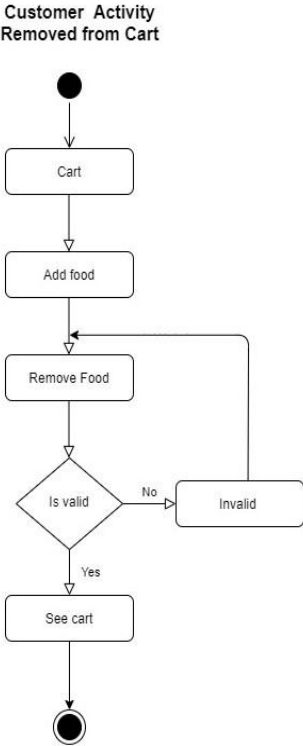 Customer Activity
Removed from Cart
Cart
Add food
Remove Food
Is valid
No
Invalid
Yes
See cart